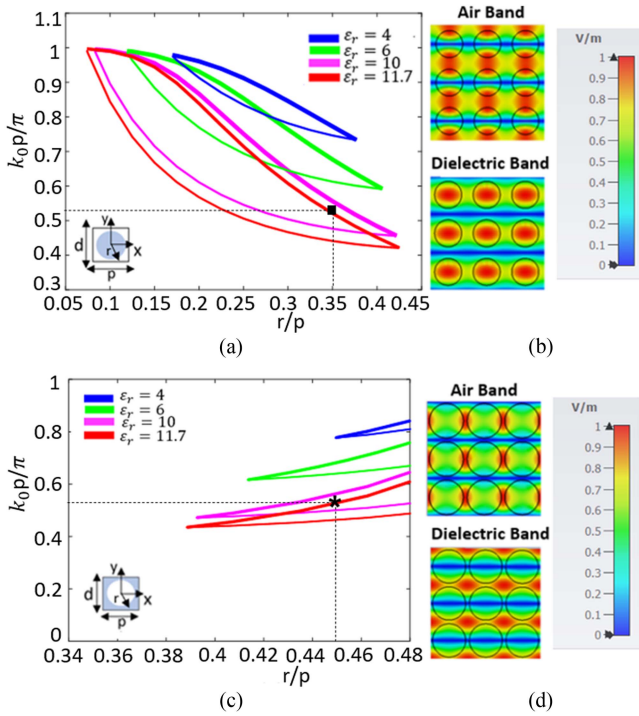 1.1
1
0.9
0.8
0.7
0.6
0.5
0.4
0.3
k₀p/π
εᵣ = 4
εᵣ = 6
εᵣ = 10
εᵣ = 11.7
y
d
r
x
p
0.05 0.1 0.15 0.2 0.25 0.3 0.35 0.4 0.45
r/p
(a)
Air Band
Dielectric Band
V/m
1
0.9
0.8
0.7
0.6
0.5
0.4
0.3
0.2
0.1
0
(b)
1
0.8
0.6
0.4
0.2
0
k₀p/π
εᵣ = 4
εᵣ = 6
εᵣ = 10
εᵣ = 11.7
y
d
r
x
p
0.34 0.36 0.38 0.4 0.42 0.44 0.46 0.48
r/p
(c)
Air Band
Dielectric Band
V/m
1
0.9
0.8
0.7
0.6
0.5
0.4
0.3
0.2
0.1
0
(d)